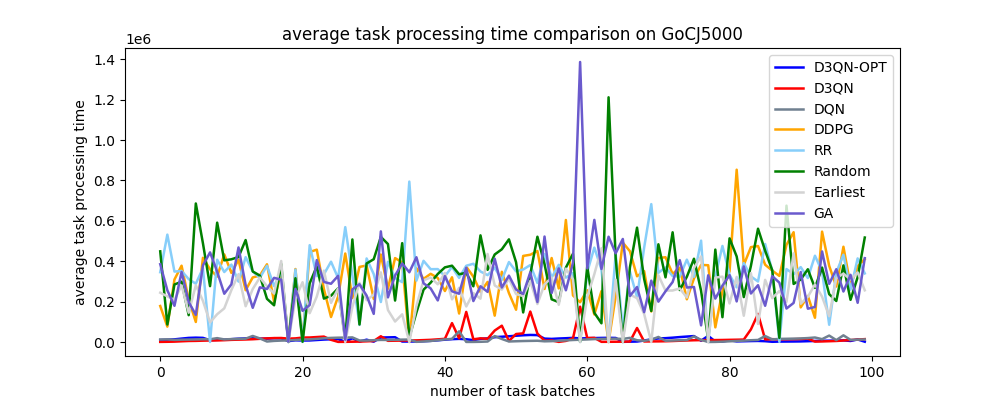 average task processing time comparison on GoCJ5000
1e6
average task processing time
1.4
1.2
1.0
0.8
0.6
0.4
0.2
0.0
D3QN-OPT
D3QN
DQN
DDPG
RR
Random
Earliest
GA
0 20 40 60 80 100
number of task batches